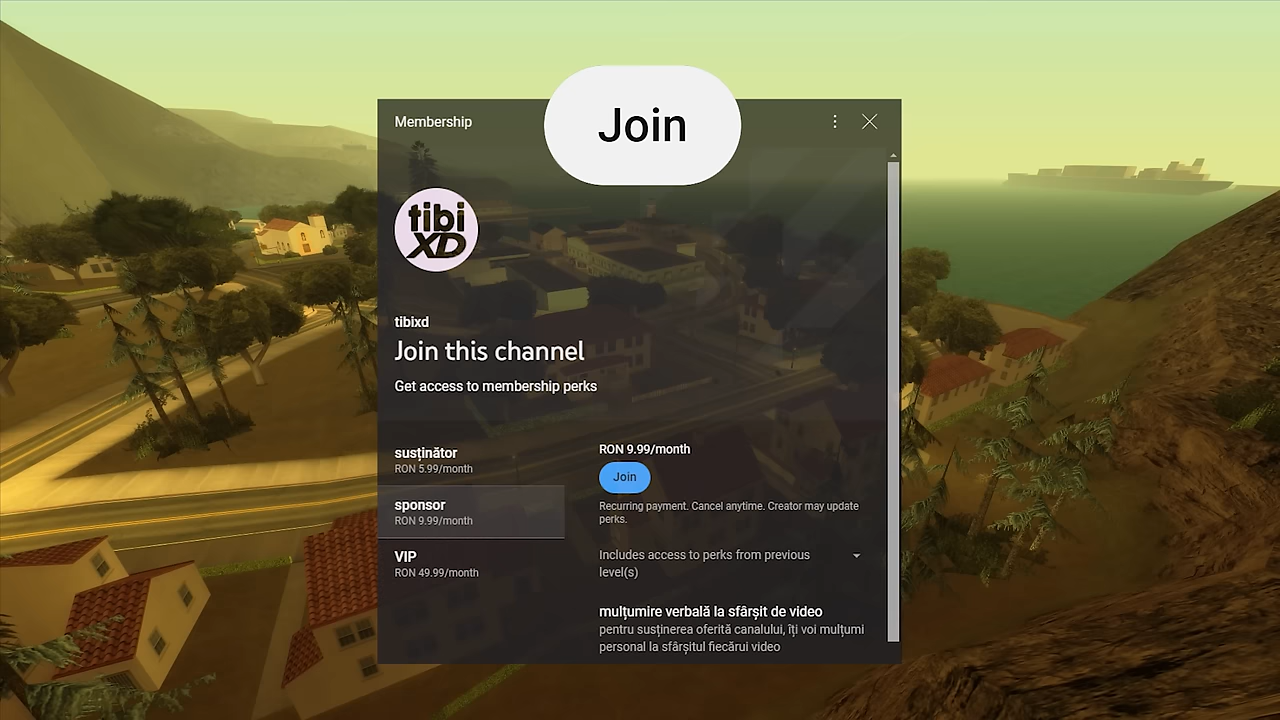 Join
Membership
tibi
XD
tibixd
Join this channel
Get access to membership perks
susținător
RON 5.99/month
sponsor
RON 9.99/month
VIP
RON 49.99/month
RON 9.99/month
Join
Recurring payment. Cancel anytime. Creator may update
perks.
Includes access to perks from previous
level(s)
mulțumire verbală la sfârșit de video
pentru susținerea oferită canalului, îți voi mulțumi
personal la sfârșitul fiecărui video